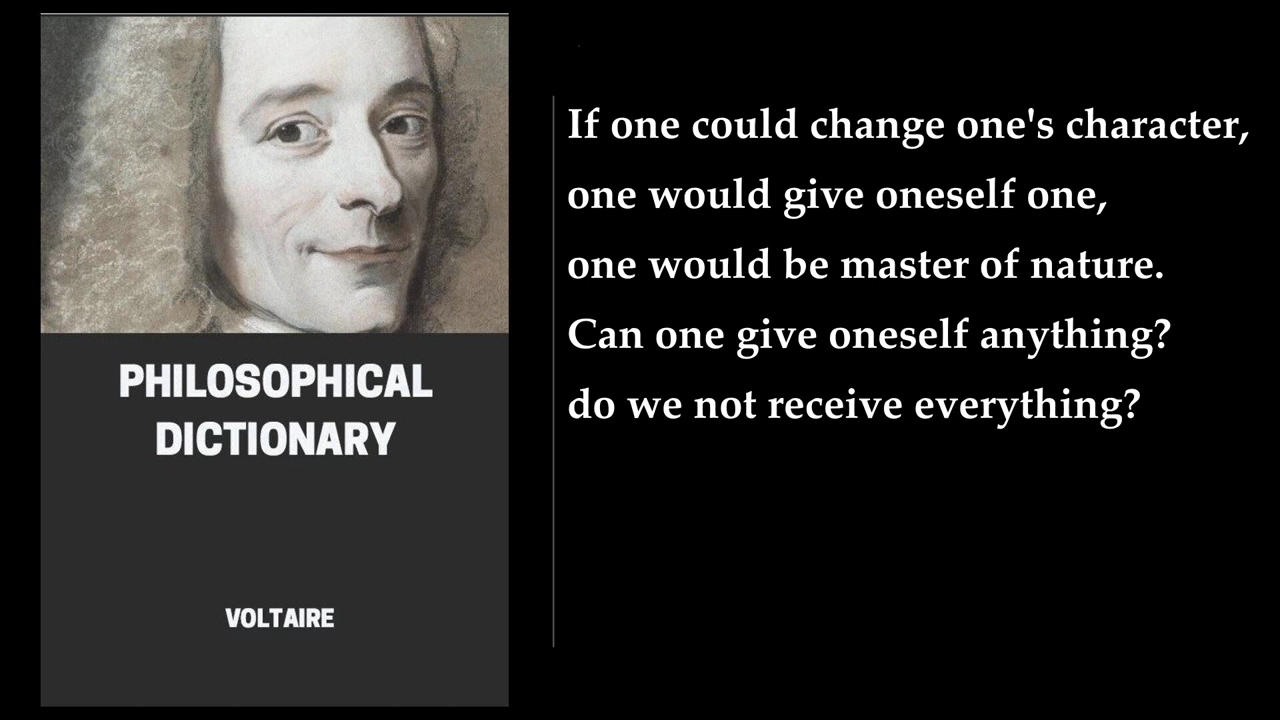 PHILOSOPHICAL
DICTIONARY
VOLTAIRE
If one could change one's character,
one would give oneself one,
one would be master of nature.
Can one give oneself anything?
do we not receive everything?